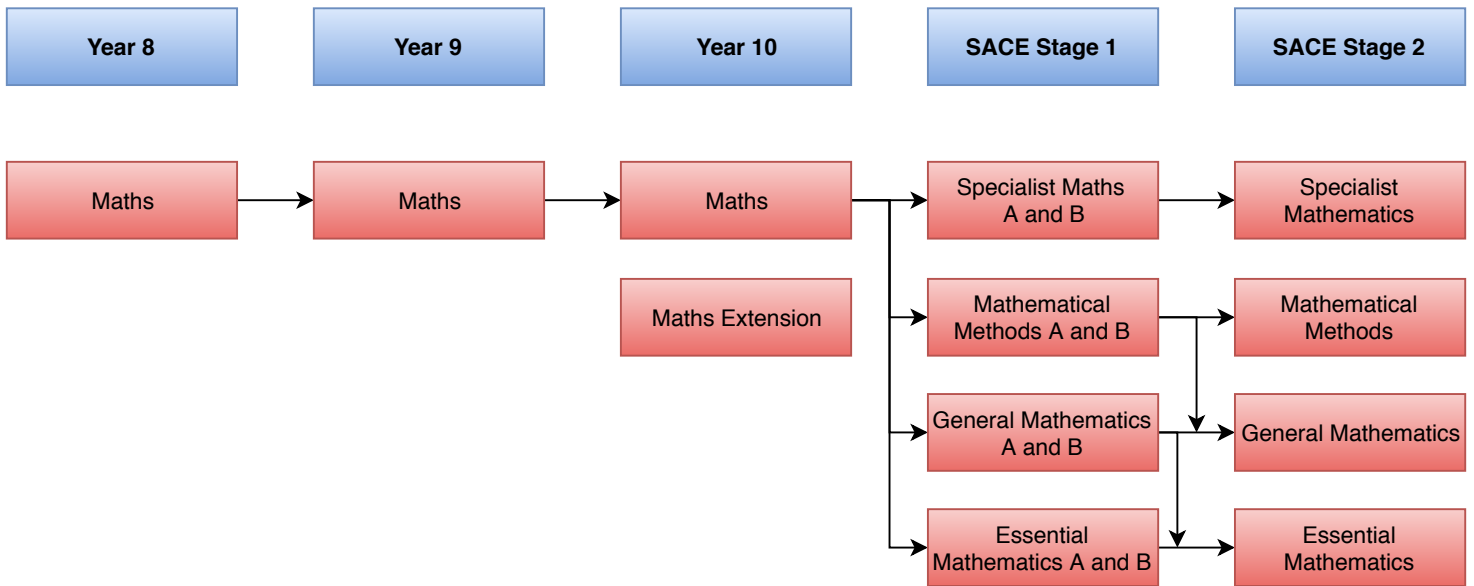 Year 8
Year 9
Year 10
SACE Stage 1
SACE Stage 2
Maths
Maths
Maths
Specialist Maths
A and B
Specialist
Mathematics
Maths Extension
Mathematical
Methods A and B
Mathematical
Methods
General Mathematics
A and B
General Mathematics
Essential
Mathematics A and B
Essential
Mathematics